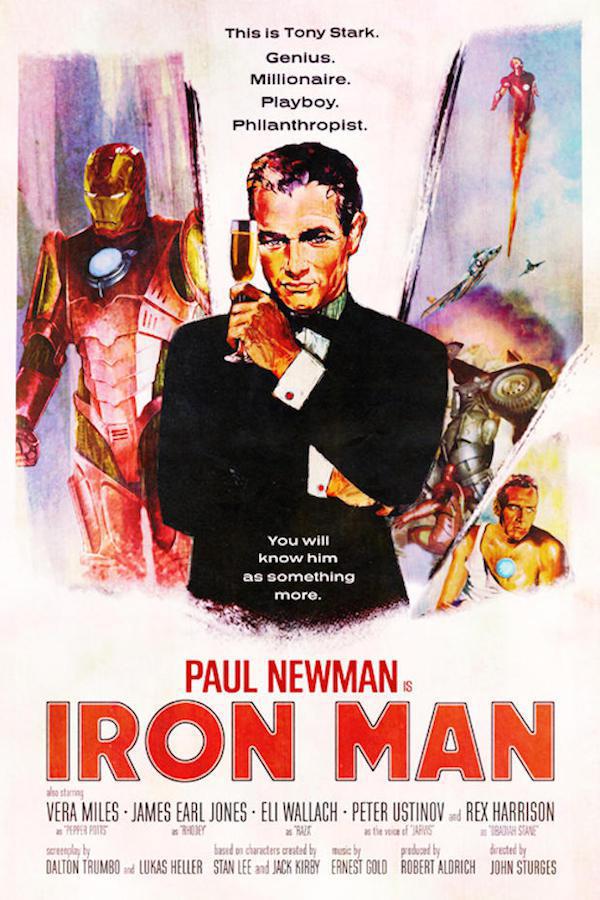 This is Tony Stark.
Genius.
Millionaire.
Playboy.
Philanthropist.
You will
know him
as something
more.
PAUL NEWMAN IS
IRON MAN
also starring
VERA MILES · JAMES EARL JONES · ELI WALLACH · PETER USTINOV and REX HARRISON
as "PEPPER POTTS" as "RHODEY" as "RAZA" as the voice of "JARVIS" as "OBADIAH STANE"
screenplay by based on characters created by music by produced by directed by
DALTON TRUMBO and LUKAS HELLER STAN LEE and JACK KIRBY ERNEST GOLD ROBERT ALDRICH JOHN STURGES